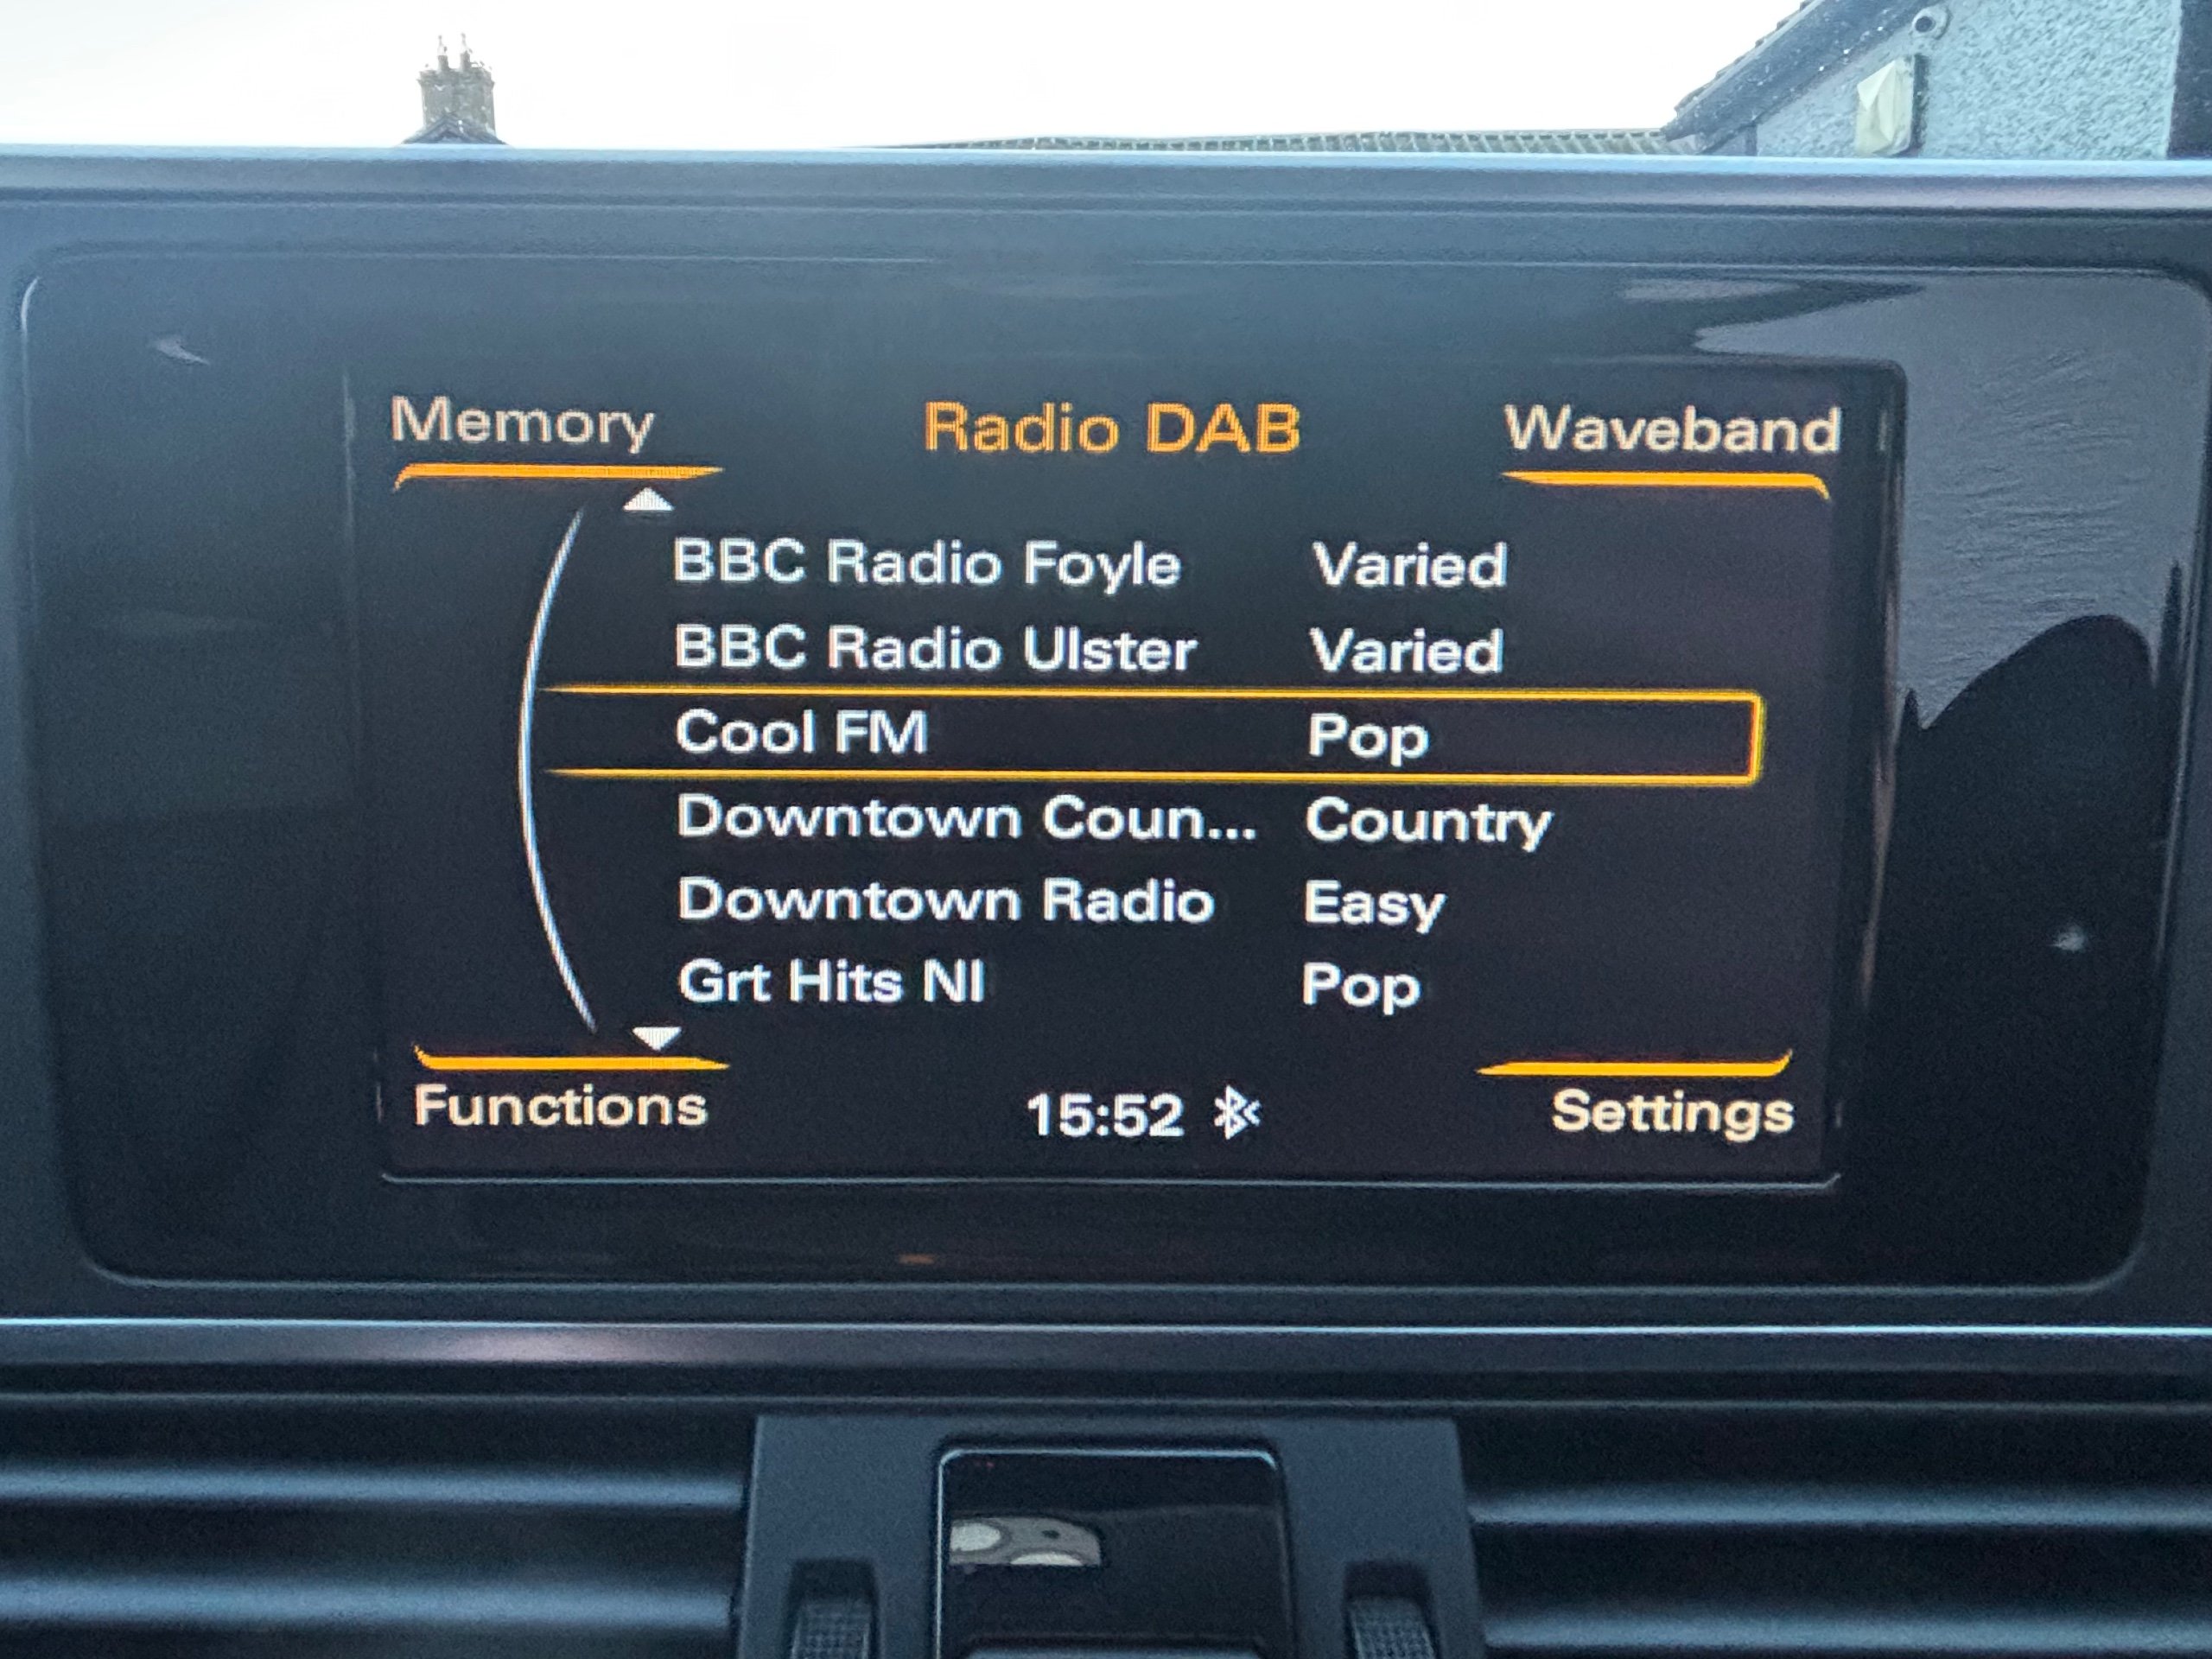 Memory Radio DAB Waveband
BBC Radio Foyle Varied
BBC Radio Ulster Varied
Cool FM Pop
Downtown Coun... Country
Downtown Radio Easy
Grt Hits NI Pop
Functions 15:52 Settings